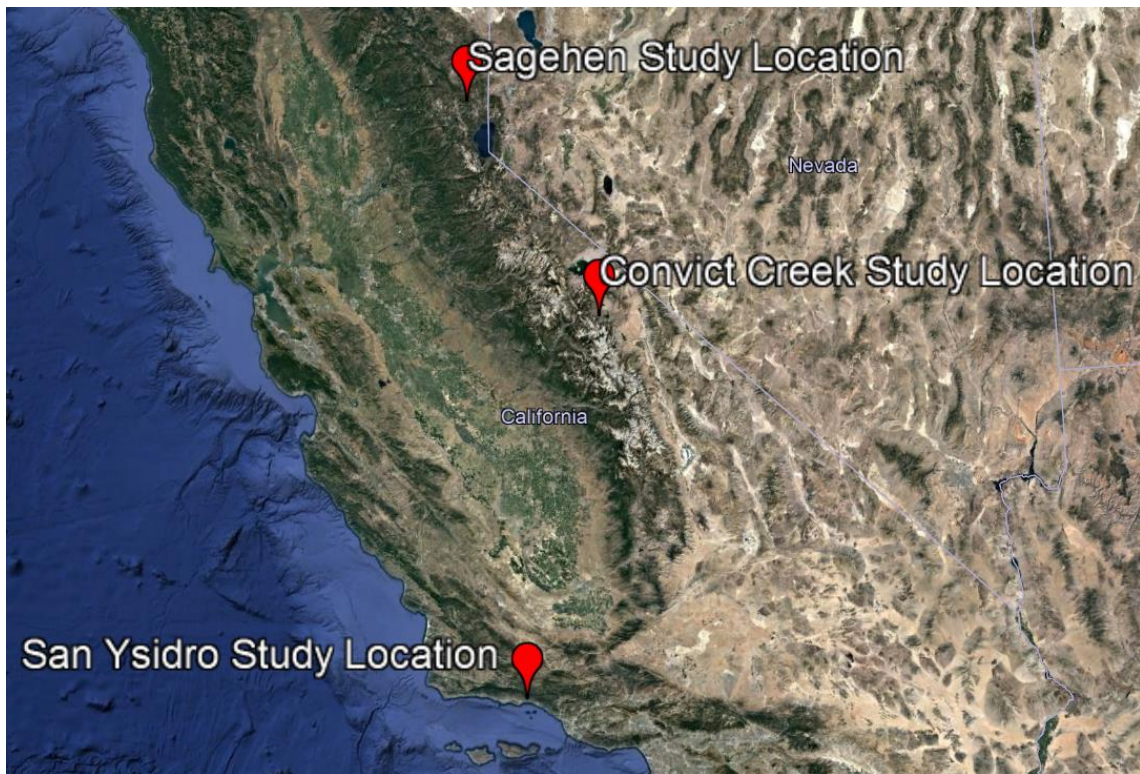 Sagehen Study Location
Nevada
Convict Creek Study Location
California
San Ysidro Study Location